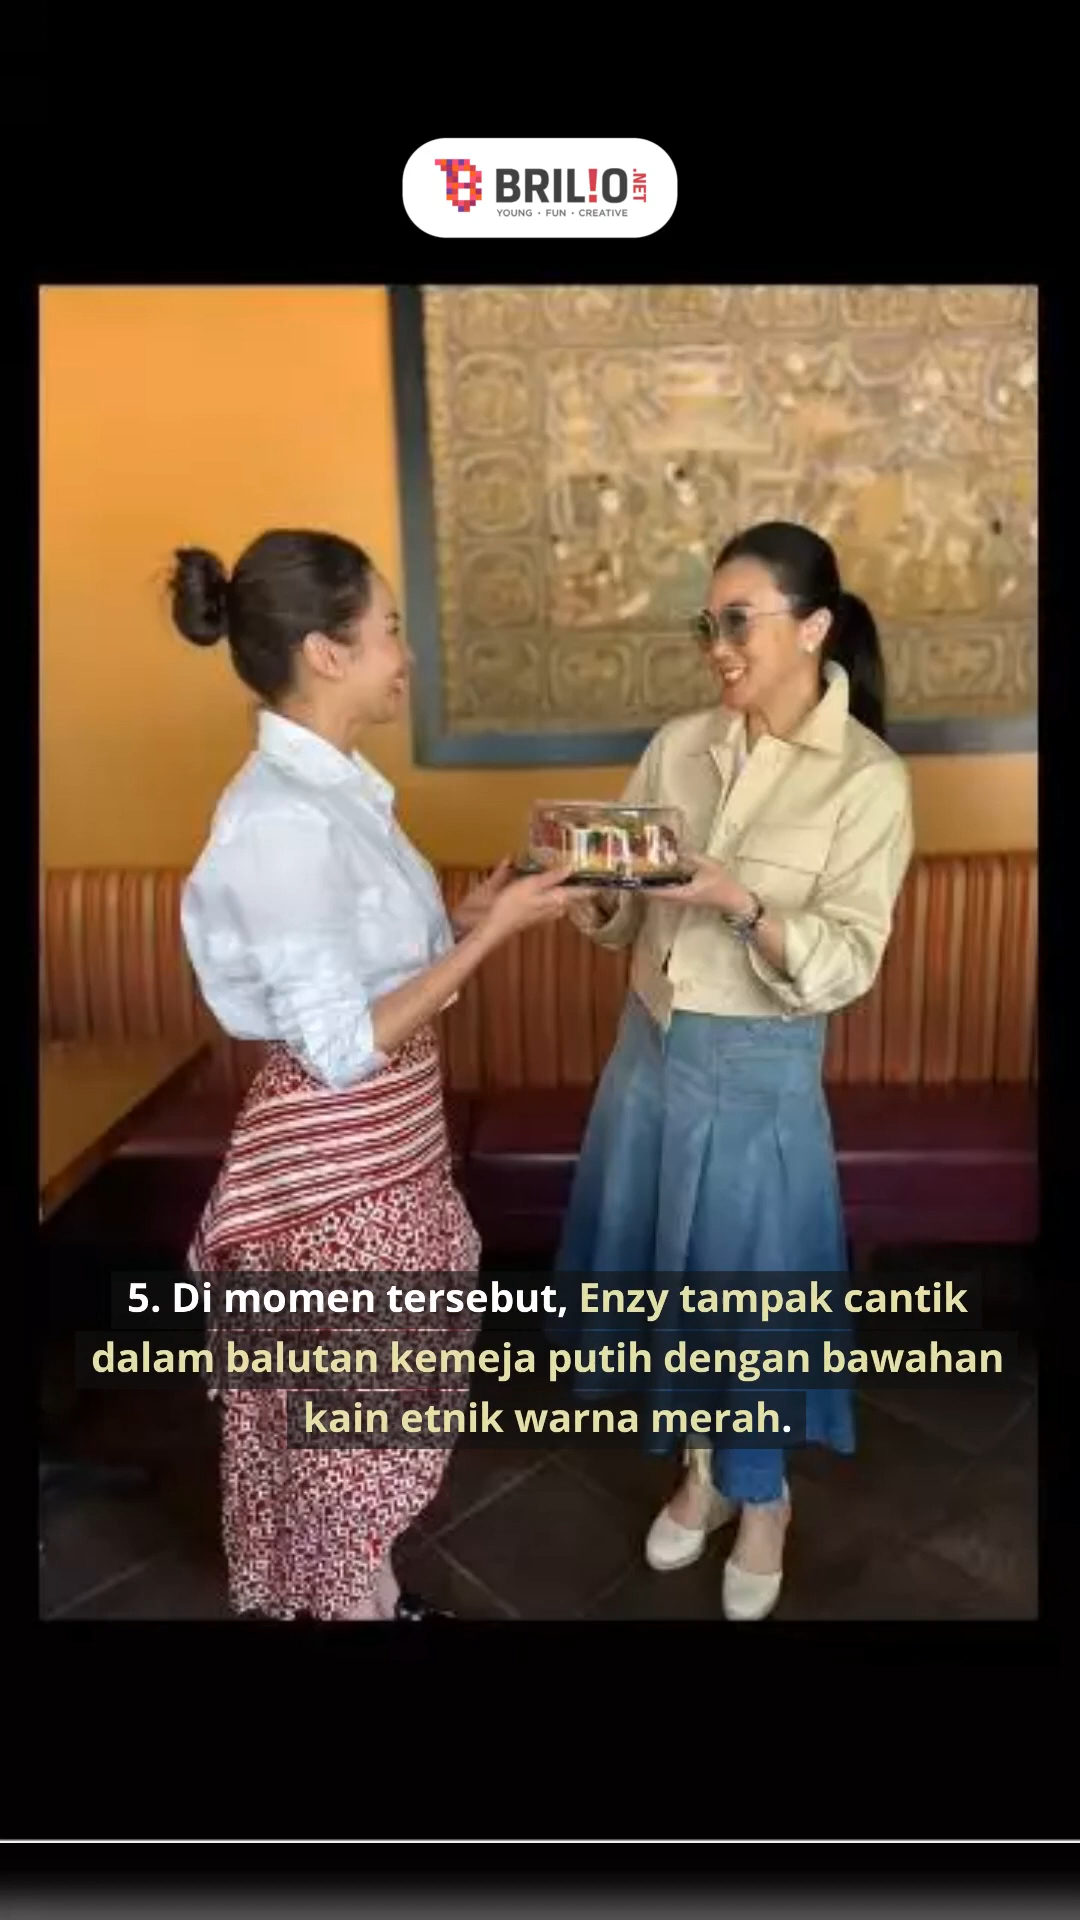 BRIL!O.NET
YOUNG · FUN · CREATIVE
5. Di momen tersebut, Enzy tampak cantik
dalam balutan kemeja putih dengan bawahan
kain etnik warna merah.